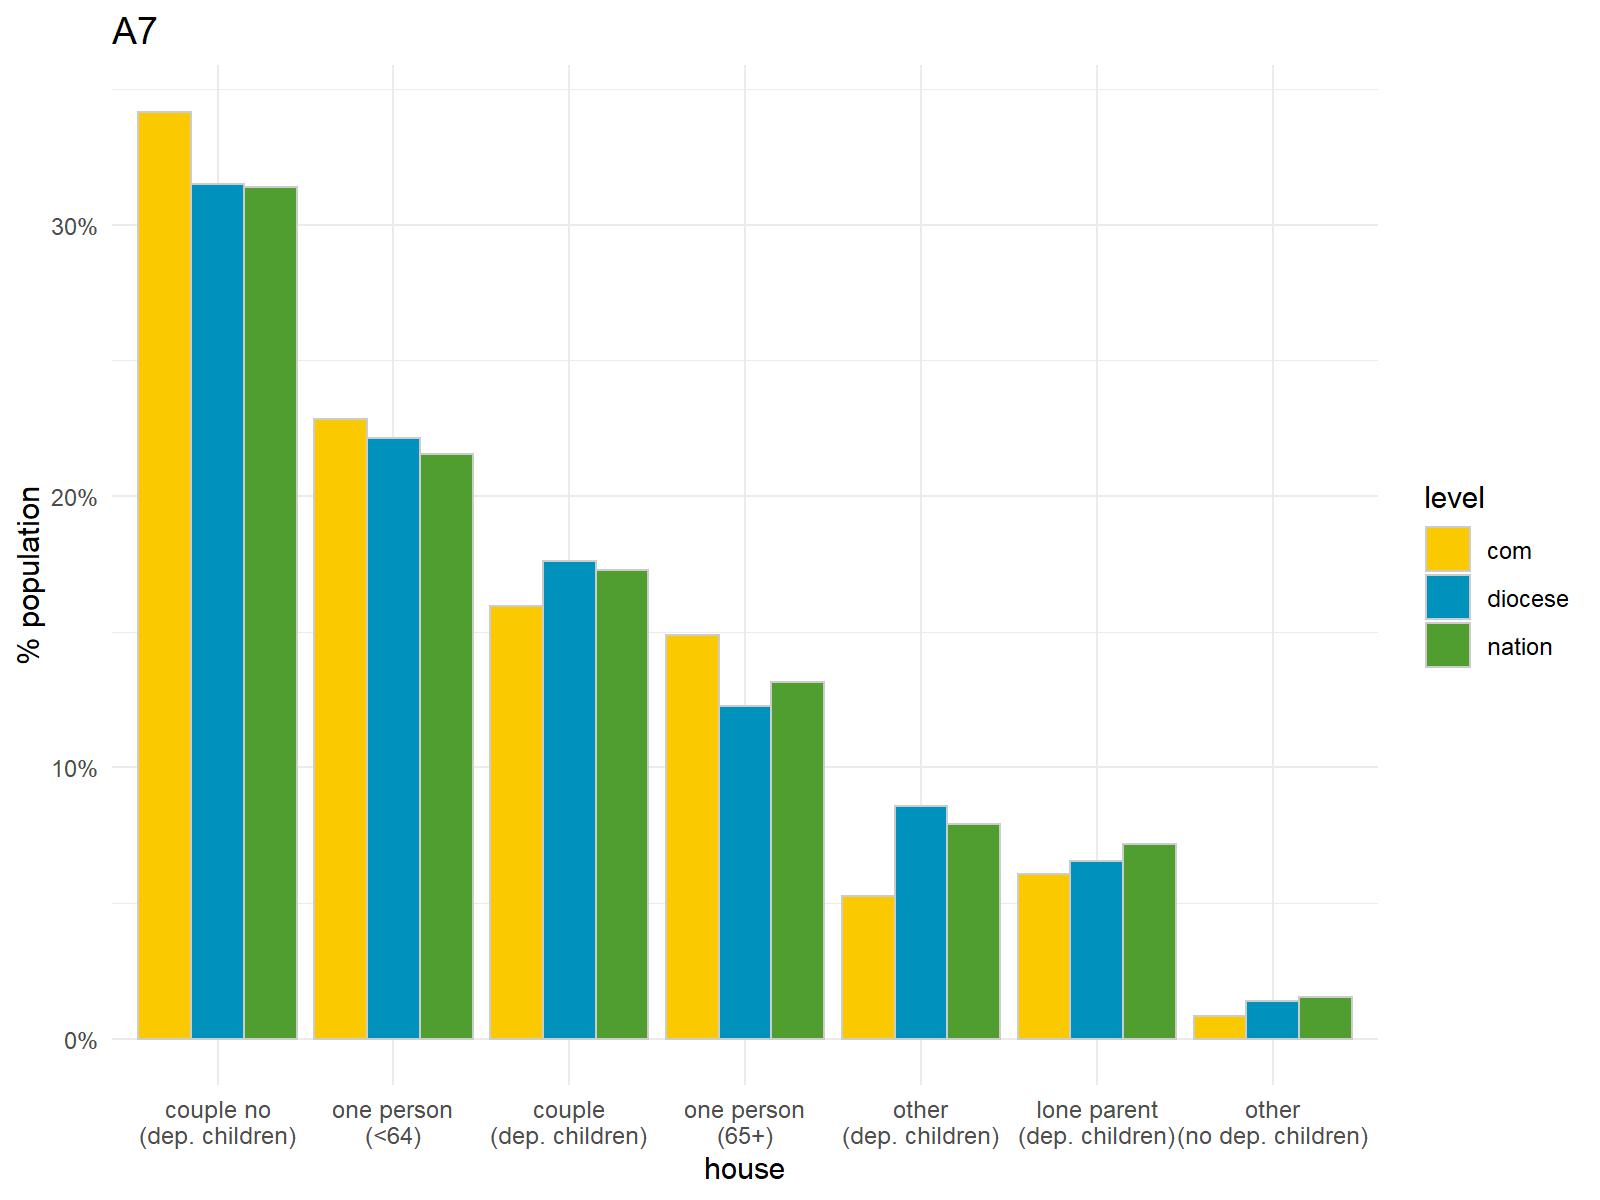 A7
% population
30%
20%
10%
0%
couple no
(dep. children)
one person
(<64)
couple
(dep. children)
one person
(65+)
other
(dep. children)
lone parent
(dep. children)
other
(no dep. children)
house
level
com
diocese
nation